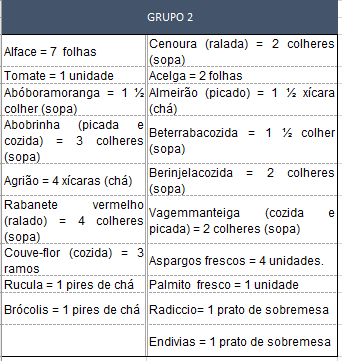 GRUPO 2
Alface = 7 folhas
Cenoura (ralada) = 2 colheres
(sopa)
Tomate = 1 unidade
Acelga = 2 folhas
Abóboramoranga = 1 ½
colher (sopa)
Almeirão (picado) = 1 ½ xícara
(chá)
Abobrinha (picada e
cozida) = 3 colheres
(sopa)
Beterrabacozida = 1 ½ colher
(sopa)
Agrião = 4 xícaras (chá)
Berinjelacozida = 2 colheres
(sopa)
Rabanete vermelho
(ralado) = 4 colheres
(sopa)
Vagemmanteiga (cozida e
picada) = 2 colheres (sopa)
Couve-flor (cozida) = 3
ramos
Aspargos frescos = 4 unidades.
Rucula = 1 pires de chá
Palmito fresco = 1 unidade
Brócolis = 1 pires de chá
Radiccio= 1 prato de sobremesa
Endivias = 1 prato de sobremesa